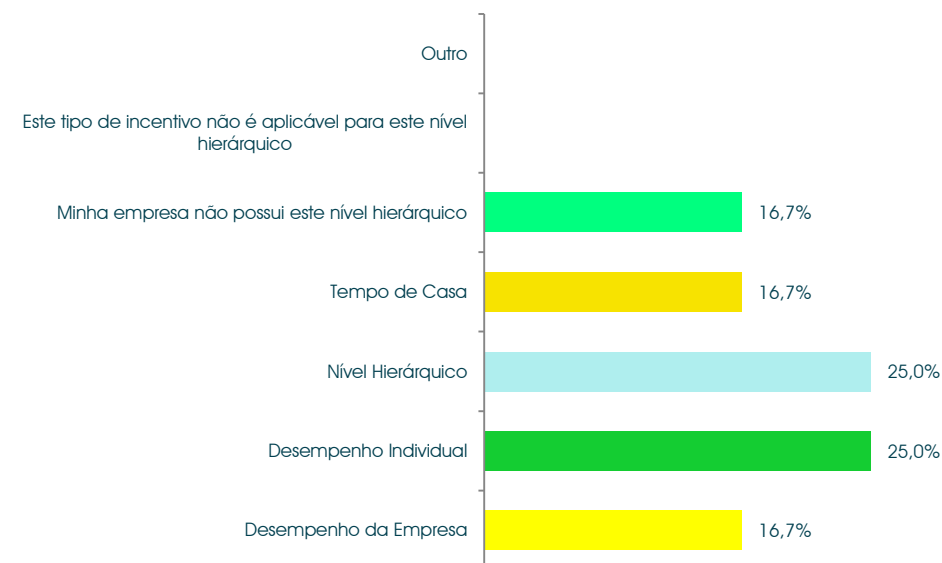 Outro
Este tipo de incentivo não é aplicável para este nível
hierárquico
Minha empresa não possui este nível hierárquico
16,7%
Tempo de Casa
16,7%
Nível Hierárquico
25,0%
Desempenho Individual
25,0%
Desempenho da Empresa
16,7%